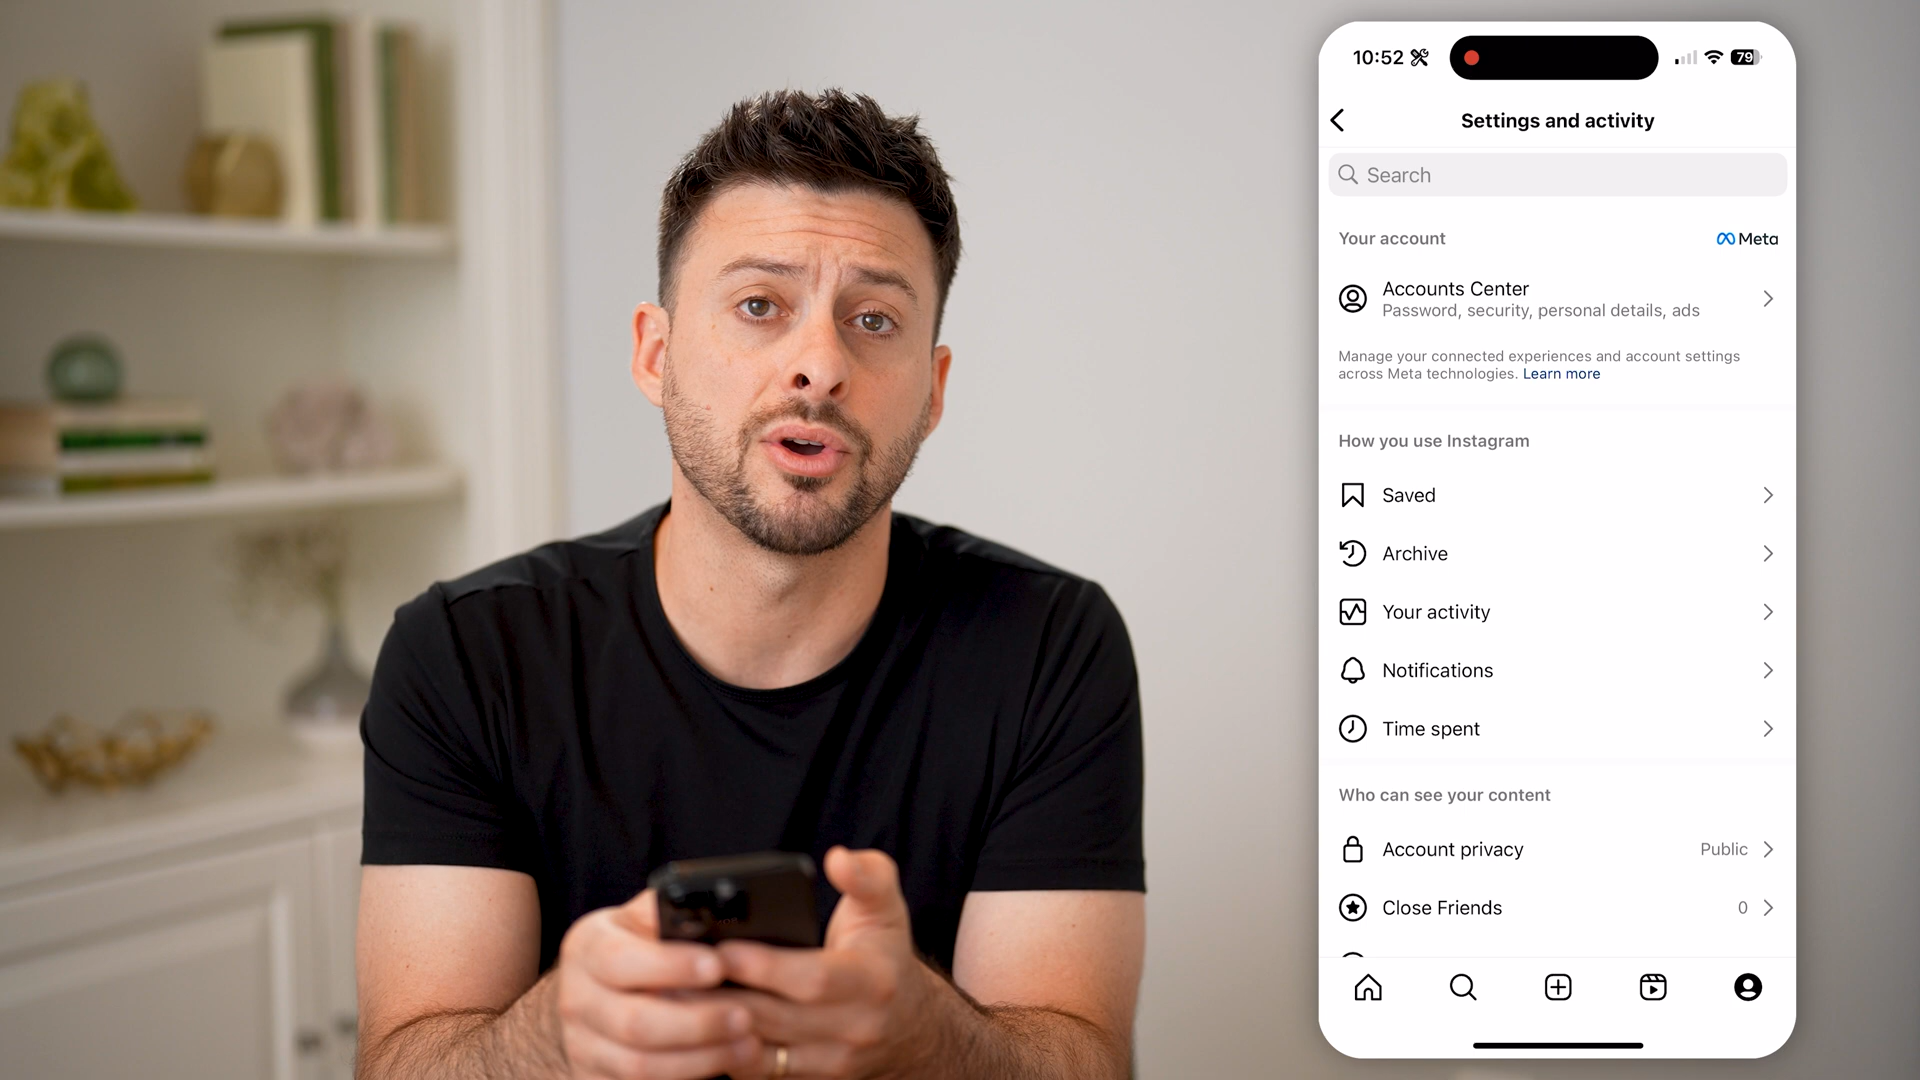 10:52
79
Settings and activity
Search
Your account
Meta
Accounts Center
Password, security, personal details, ads
Manage your connected experiences and account settings
across Meta technologies. Learn more
How you use Instagram
Saved
Archive
Your activity
Notifications
Time spent
Who can see your content
Account privacy
Public
Close Friends
0